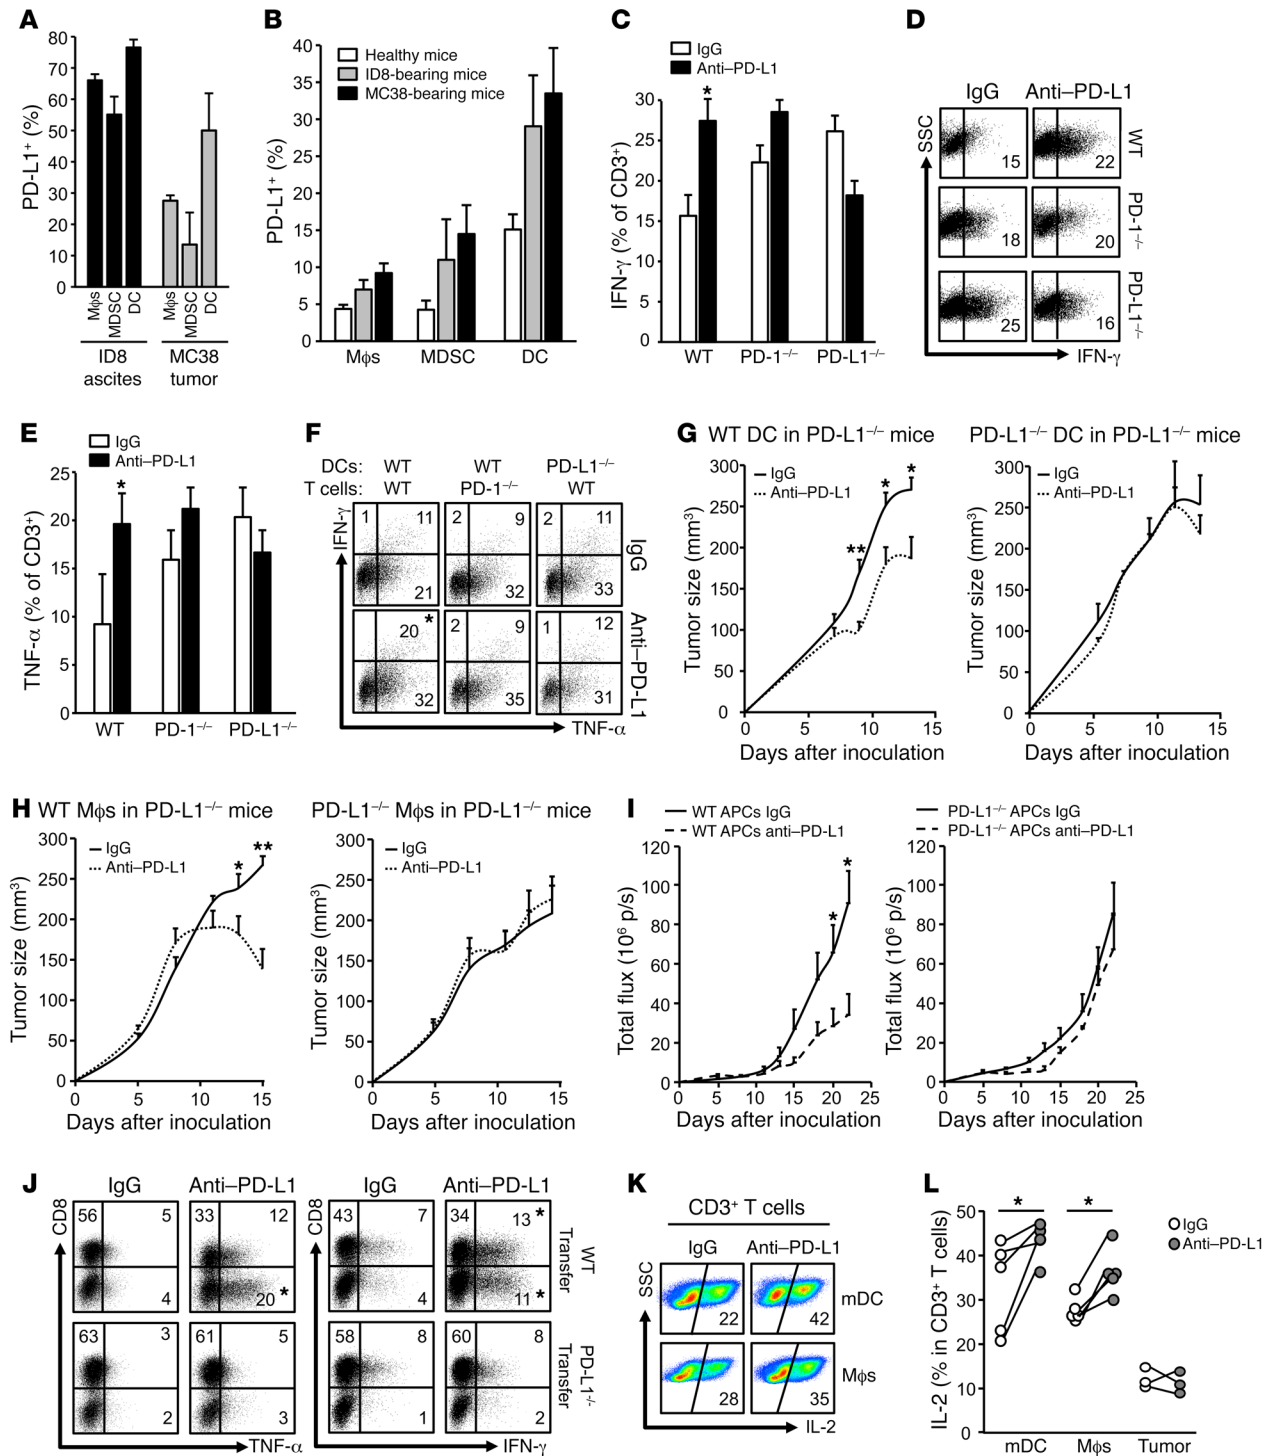 A
80
70
60
50
40
30
20
10
0
PD-L1⁺ (%)
Mϕs
MDSC
DC
Mϕs
MDSC
DC
ID8
ascites
MC38
tumor
B
Healthy mice
ID8-bearing mice
MC38-bearing mice
40
35
30
25
20
15
10
5
0
PD-L1⁺ (%)
Mϕs MDSC DC
C
IgG
Anti–PD-L1
30
25
20
15
10
5
0
IFN-γ (% of CD3⁺)
*
WT PD-1⁻/⁻ PD-L1⁻/⁻
D
IgG Anti–PD-L1
SSC
15 22 WT
18 20 PD-1⁻/⁻
25 16 PD-L1⁻/⁻
IFN-γ
E
IgG
Anti–PD-L1
25
20
15
10
5
0
TNF-α (% of CD3⁺)
*
WT PD-1⁻/⁻ PD-L1⁻/⁻
F
DCs: WT WT PD-L1⁻/⁻
T cells: WT PD-1⁻/⁻ WT
IFN-γ
1 11 2 9 2 11
21 32 33
IgG
20 * 2 9 1 12
32 35 31
Anti–PD-L1
TNF-α
G WT DC in PD-L1⁻/⁻ mice
IgG
Anti–PD-L1
300
250
200
150
100
50
0
Tumor size (mm³)
** * *
0 5 10 15
Days after inoculation
PD-L1⁻/⁻ DC in PD-L1⁻/⁻ mice
IgG
Anti–PD-L1
300
250
200
150
100
50
0
Tumor size (mm³)
0 5 10 15
Days after inoculation
H WT Mϕs in PD-L1⁻/⁻ mice
IgG
Anti–PD-L1
300
250
200
150
100
50
0
Tumor size (mm³)
* **
0 5 10 15
Days after inoculation
PD-L1⁻/⁻ Mϕs in PD-L1⁻/⁻ mice
IgG
Anti–PD-L1
300
250
200
150
100
50
0
Tumor size (mm³)
0 5 10 15
Days after inoculation
I
WT APCs IgG
WT APCs anti–PD-L1
120
100
80
60
40
20
0
Total flux (10⁶ p/s)
* *
0 5 10 15 20 25
Days after inoculation
PD-L1⁻/⁻ APCs IgG
PD-L1⁻/⁻ APCs anti–PD-L1
120
100
80
60
40
20
0
Total flux (10⁶ p/s)
0 5 10 15 20 25
Days after inoculation
J
IgG Anti–PD-L1 IgG Anti–PD-L1
CD8
CD8
56 5 33 12 43 7 34 13 *
4 20 * 4 11 *
WT
Transfer
63 3 61 5 58 8 60 8
2 3 1 2
PD-L1⁻/⁻
Transfer
TNF-α IFN-γ
K
CD3⁺ T cells
IgG Anti–PD-L1
SSC
22 42 mDC
28 35 Mϕs
IL-2
L
IgG
Anti–PD-L1
50
40
30
20
10
0
IL-2 (% in CD3⁺ T cells)
* *
mDC Mϕs Tumor